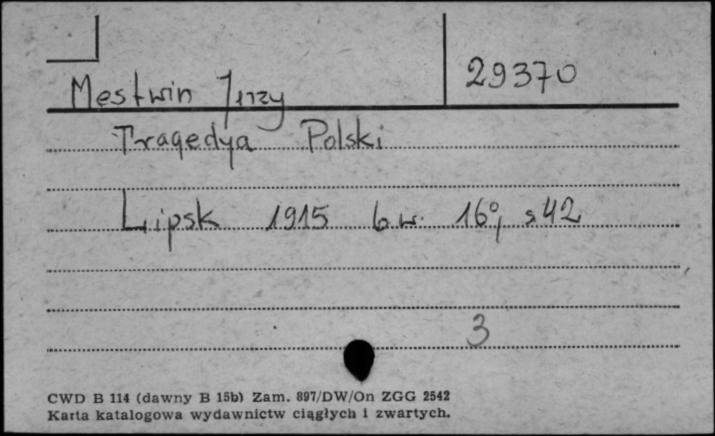 29370
Mestwin Jerzy
Tragedya Polski
Lipsk 1915 b.w. 16°, s 42
3
CWD B 114 (dawny B 15b) Zam. 897/DW/On ZGG 2542
Karta katalogowa wydawnictw ciągłych i zwartych.